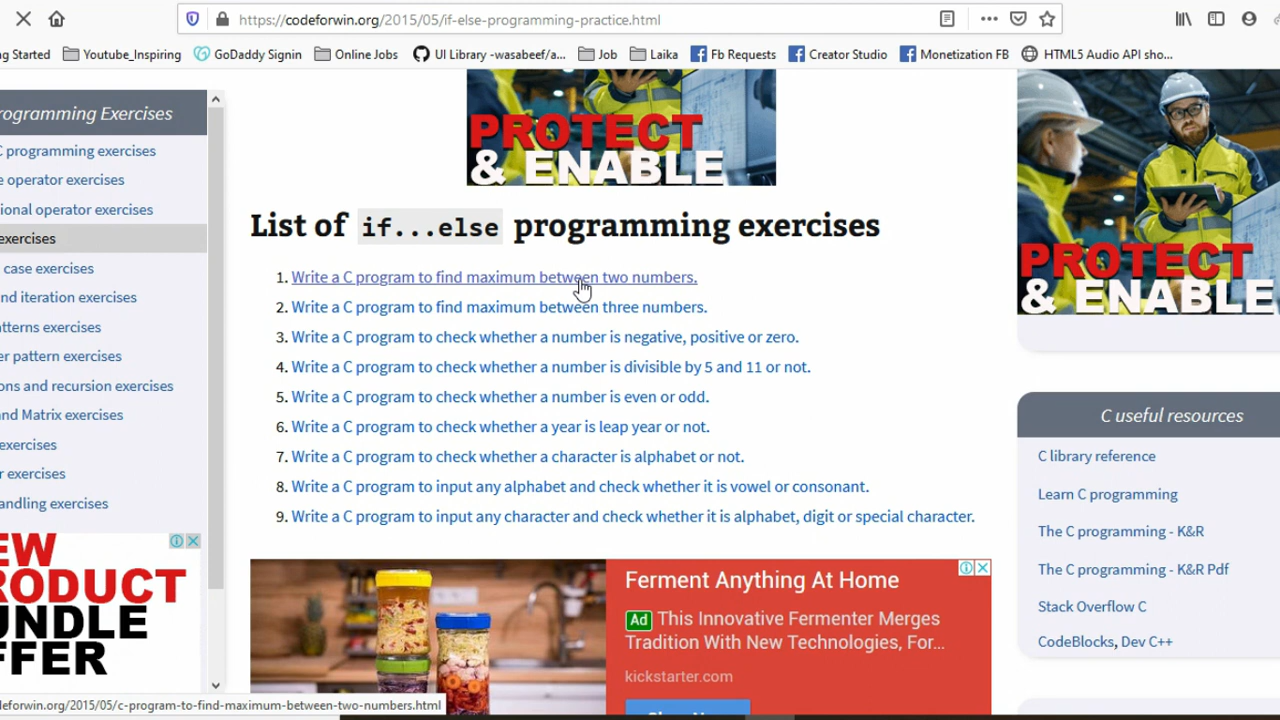 https://codeforwin.org/2015/05/if-else-programming-practice.html
Started Youtube_Inspiring GoDaddy Signin Online Jobs UI Library -wasabeef/a... Job Laika Fb Requests Creator Studio Monetization FB HTML5 Audio API sho...
rogramming Exercises
C programming exercises
e operator exercises
ional operator exercises
exercises
case exercises
nd iteration exercises
tterns exercises
er pattern exercises
ons and recursion exercises
and Matrix exercises
exercises
r exercises
andling exercises
EW
RODUCT
UNDLE
FFER
PROTECT
& ENABLE
List of if...else programming exercises
1. Write a C program to find maximum between two numbers.
2. Write a C program to find maximum between three numbers.
3. Write a C program to check whether a number is negative, positive or zero.
4. Write a C program to check whether a number is divisible by 5 and 11 or not.
5. Write a C program to check whether a number is even or odd.
6. Write a C program to check whether a year is leap year or not.
7. Write a C program to check whether a character is alphabet or not.
8. Write a C program to input any alphabet and check whether it is vowel or consonant.
9. Write a C program to input any character and check whether it is alphabet, digit or special character.
Ferment Anything At Home
Ad This Innovative Fermenter Merges
Tradition With New Technologies, For...
kickstarter.com
PROTECT
& ENABLE
C useful resources
C library reference
Learn C programming
The C programming - K&R
The C programming - K&R Pdf
Stack Overflow C
CodeBlocks, Dev C++
deforwin.org/2015/05/c-program-to-find-maximum-between-two-numbers.html